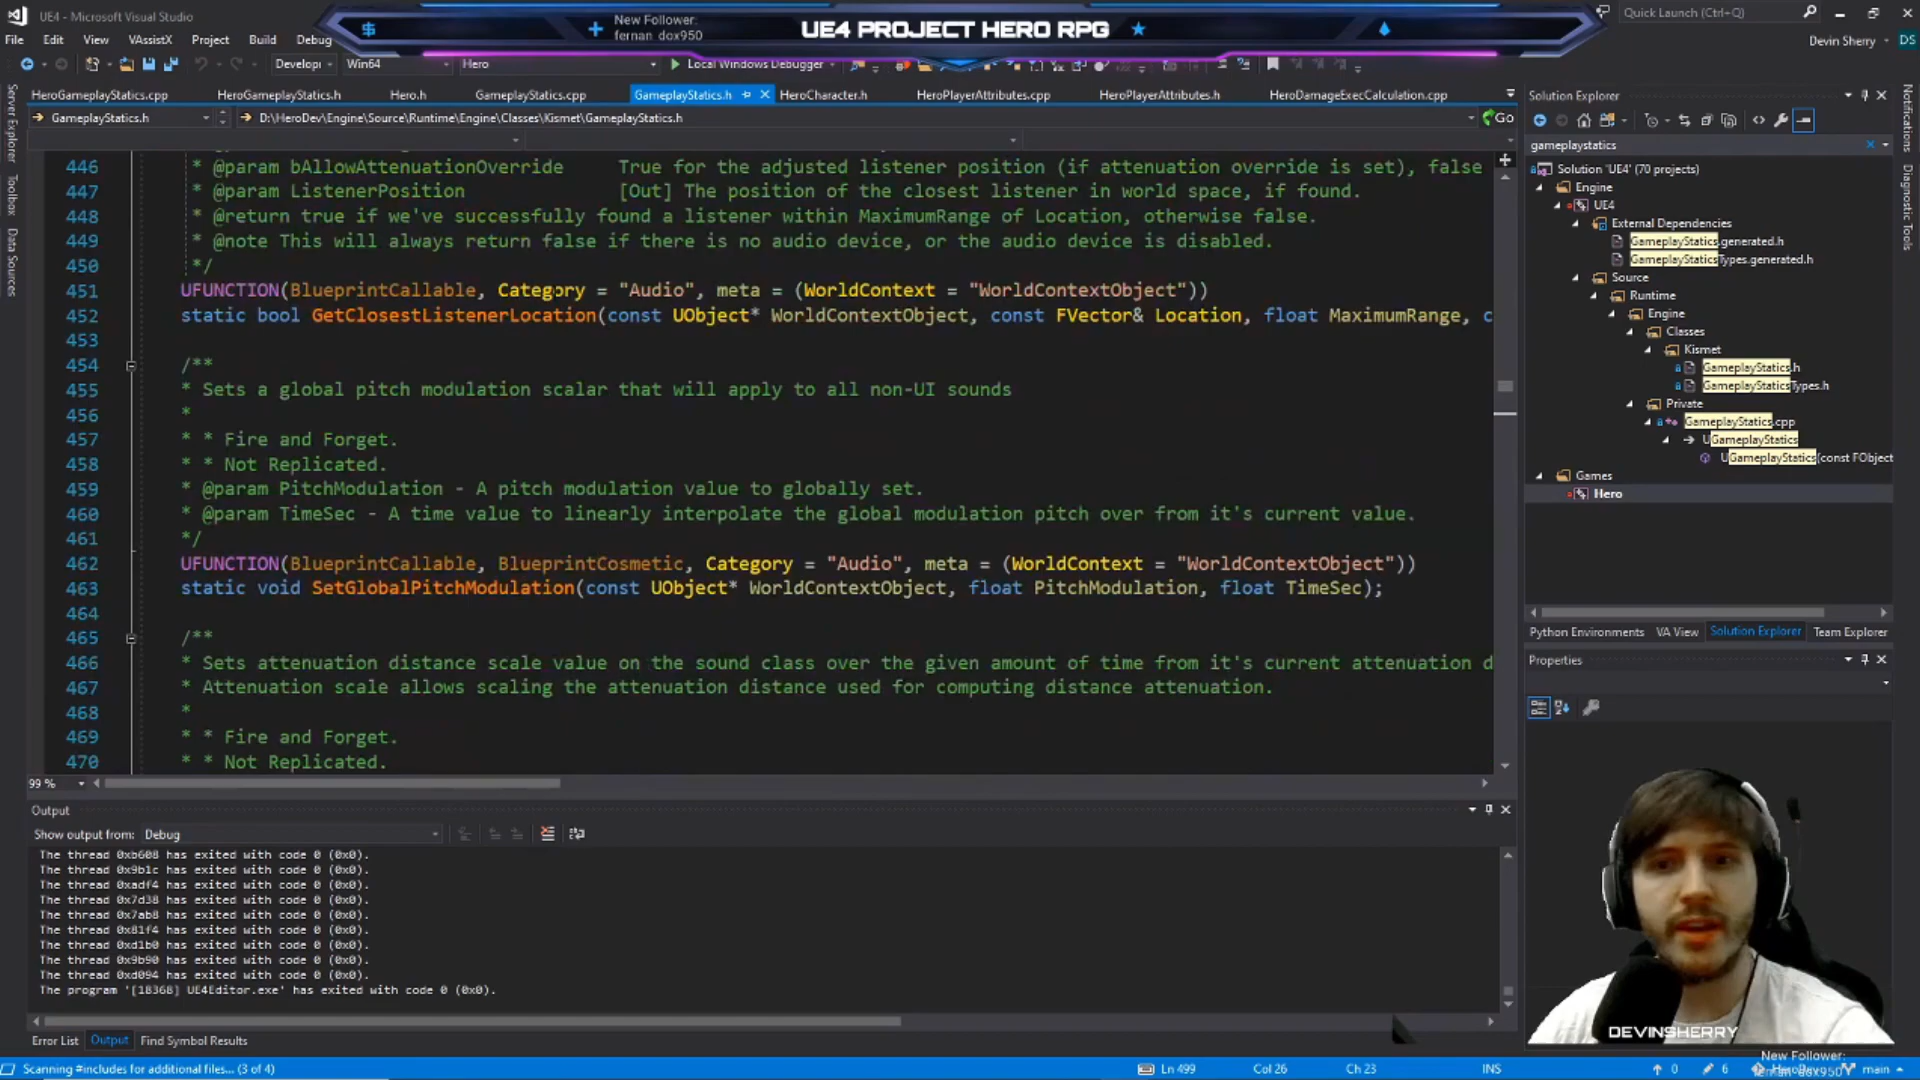 UE4 - Microsoft Visual Studio
New Follower:
fernan_dox950
UE4 PROJECT HERO RPG
Quick Launch (Ctrl+Q)
File Edit View VAssistX Project Build Debug
Devin Sherry DS
Developi Win64 Hero Local Windows Debugger
HeroGameplayStatics.cpp HeroGameplayStatics.h Hero.h GameplayStatics.cpp GameplayStatics.h HeroCharacter.h HeroPlayerAttributes.cpp HeroPlayerAttributes.h HeroDamageExecCalculation.cpp
GameplayStatics.h D:\HeroDev\Engine\Source\Runtime\Engine\Classes\Kismet\GameplayStatics.h Go
446 * @param bAllowAttenuationOverride True for the adjusted listener position (if attenuation override is set), false
447 * @param ListenerPosition [Out] The position of the closest listener in world space, if found.
448 * @return true if we've successfully found a listener within MaximumRange of Location, otherwise false.
449 * @note This will always return false if there is no audio device, or the audio device is disabled.
450 */
451 UFUNCTION(BlueprintCallable, Category = "Audio", meta = (WorldContext = "WorldContextObject"))
452 static bool GetClosestListenerLocation(const UObject* WorldContextObject, const FVector& Location, float MaximumRange, c
453
454 /**
455 * Sets a global pitch modulation scalar that will apply to all non-UI sounds
456 *
457 * * Fire and Forget.
458 * * Not Replicated.
459 * @param PitchModulation - A pitch modulation value to globally set.
460 * @param TimeSec - A time value to linearly interpolate the global modulation pitch over from it's current value.
461 */
462 UFUNCTION(BlueprintCallable, BlueprintCosmetic, Category = "Audio", meta = (WorldContext = "WorldContextObject"))
463 static void SetGlobalPitchModulation(const UObject* WorldContextObject, float PitchModulation, float TimeSec);
464
465 /**
466 * Sets attenuation distance scale value on the sound class over the given amount of time from it's current attenuation d
467 * Attenuation scale allows scaling the attenuation distance used for computing distance attenuation.
468 *
469 * * Fire and Forget.
470 * * Not Replicated.
99 %
Server Explorer
Toolbox
Data Sources
Solution Explorer
gameplaystatics
Solution 'UE4' (70 projects)
Engine
UE4
External Dependencies
GameplayStatics.generated.h
GameplayStaticsTypes.generated.h
Source
Runtime
Engine
Classes
Kismet
GameplayStatics.h
GameplayStaticsTypes.h
Private
GameplayStatics.cpp
UGameplayStatics
UGameplayStatics(const FObject
Games
Hero
Python Environments VA View Solution Explorer Team Explorer
Properties
Notifications
Diagnostic Tools
Output
Show output from: Debug
The thread 0xb608 has exited with code 0 (0x0).
The thread 0x9b1c has exited with code 0 (0x0).
The thread 0xadf4 has exited with code 0 (0x0).
The thread 0x7d38 has exited with code 0 (0x0).
The thread 0x7ab8 has exited with code 0 (0x0).
The thread 0x81f4 has exited with code 0 (0x0).
The thread 0xd1b0 has exited with code 0 (0x0).
The thread 0x9b90 has exited with code 0 (0x0).
The thread 0xd094 has exited with code 0 (0x0).
The program '[18368] UE4Editor.exe' has exited with code 0 (0x0).
Error List Output Find Symbol Results
DEVINSHERRY
New Follower:
Scanning #includes for additional files... (3 of 4) Ln 499 Col 26 Ch 23 INS 0 6 main